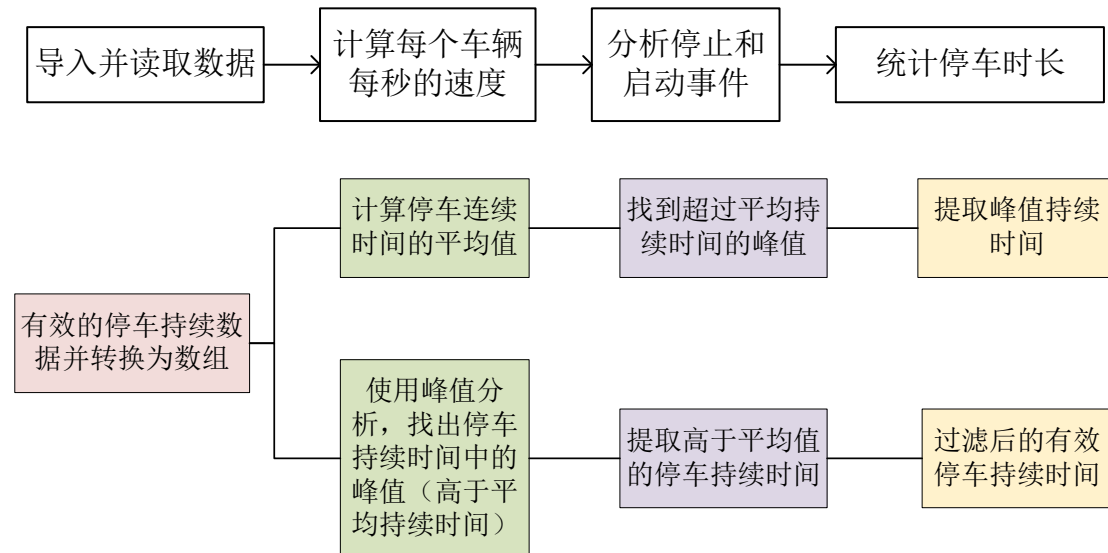 导入并读取数据
计算每个车辆
每秒的速度
分析停止和
启动事件
统计停车时长
有效的停车持续数
据并转换为数组
计算停车连续
时间的平均值
找到超过平均持
续时间的峰值
提取峰值持续
时间
使用峰值分
析，找出停车
持续时间中的
峰值（高于平
均持续时间）
提取高于平均值
的停车持续时间
过滤后的有效
停车持续时间